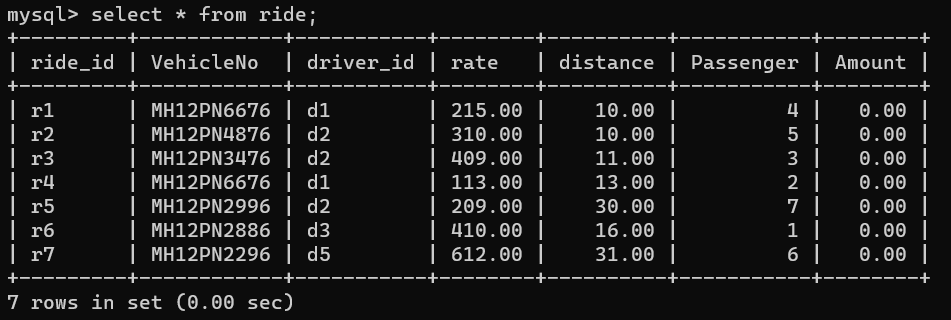 mysql> select * from ride;
+---------+------------+-----------+--------+----------+-----------+--------+
| ride_id | VehicleNo  | driver_id | rate   | distance | Passenger | Amount |
+---------+------------+-----------+--------+----------+-----------+--------+
| r1      | MH12PN6676 | d1        | 215.00 |    10.00 |         4 |   0.00 |
| r2      | MH12PN4876 | d2        | 310.00 |    10.00 |         5 |   0.00 |
| r3      | MH12PN3476 | d2        | 409.00 |    11.00 |         3 |   0.00 |
| r4      | MH12PN6676 | d1        | 113.00 |    13.00 |         2 |   0.00 |
| r5      | MH12PN2996 | d2        | 209.00 |    30.00 |         7 |   0.00 |
| r6      | MH12PN2886 | d3        | 410.00 |    16.00 |         1 |   0.00 |
| r7      | MH12PN2296 | d5        | 612.00 |    31.00 |         6 |   0.00 |
+---------+------------+-----------+--------+----------+-----------+--------+
7 rows in set (0.00 sec)